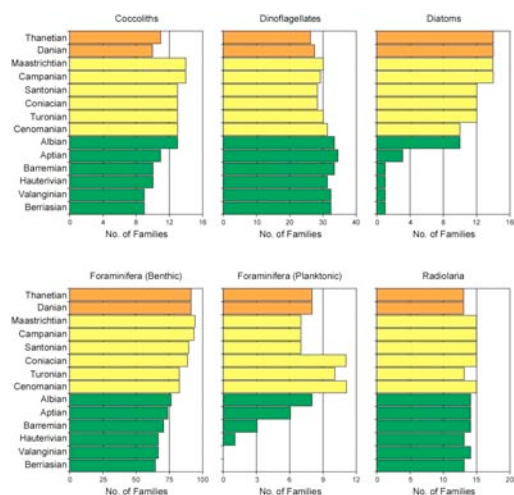 Coccoliths
Dinoflagellates
Diatoms
Thanetian
Danian
Maastrichtian
Campanian
Santonian
Coniacian
Turonian
Cenomanian
Albian
Aptian
Barremian
Hauterivian
Valanginian
Berriasian
0 4 8 12 16
0 10 20 30 40
0 4 8 12 16
No. of Families
No. of Families
No. of Families
Foraminifera (Benthic)
Foraminifera (Planktonic)
Radiolaria
Thanetian
Danian
Maastrichtian
Campanian
Santonian
Coniacian
Turonian
Cenomanian
Albian
Aptian
Barremian
Hauterivian
Valanginian
Berriasian
0 25 50 75 100
0 3 6 9 12
0 5 10 15 20
No. of Families
No. of Families
No. of Families